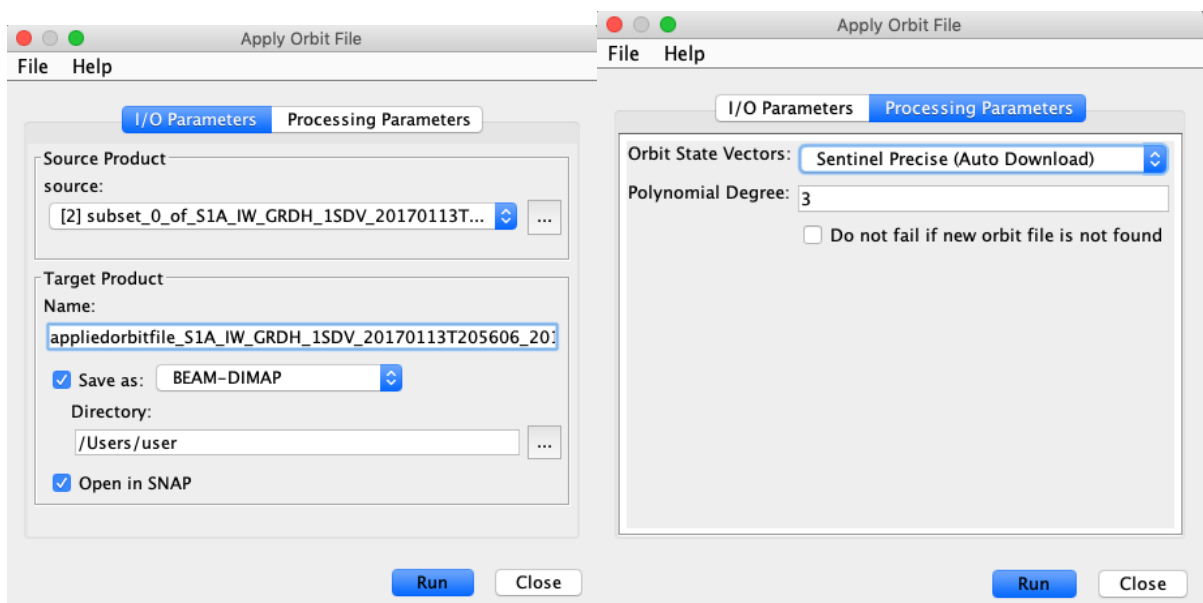 Apply Orbit File
File Help
I/O Parameters Processing Parameters
Source Product
source:
[2] subset_0_of_S1A_IW_GRDH_1SDV_20170113T... ...
Target Product
Name:
appliedorbitfile_S1A_IW_GRDH_1SDV_20170113T205606_201
Save as: BEAM-DIMAP
Directory:
/Users/user ...
Open in SNAP
Run Close
Apply Orbit File
File Help
I/O Parameters Processing Parameters
Orbit State Vectors: Sentinel Precise (Auto Download)
Polynomial Degree: 3
Do not fail if new orbit file is not found
Run Close